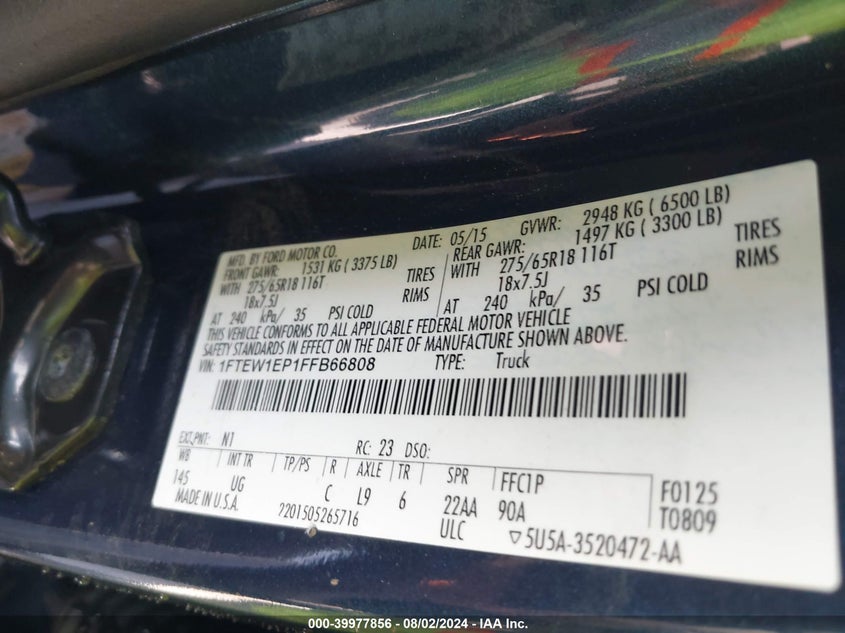 MFD. BY FORD MOTOR CO. DATE: 05/15 GVWR: 2948 KG ( 6500 LB)
FRONT GAWR: 1531 KG ( 3375 LB) REAR GAWR: 1497 KG ( 3300 LB)
WITH 275/65R18 116T TIRES WITH 275/65R18 116T TIRES
18x7.5J RIMS 18x7.5J RIMS
AT 240 kPa/ 35 PSI COLD AT 240 kPa/ 35 PSI COLD
THIS VEHICLE CONFORMS TO ALL APPLICABLE FEDERAL MOTOR VEHICLE
SAFETY STANDARDS IN EFFECT ON THE DATE OF MANUFACTURE SHOWN ABOVE.
VIN: 1FTEW1EP1FFB66808 TYPE: Truck
EXT.PNT: N1 RC: 23 DSO:
WB INT TR TP/PS R AXLE TR SPR FFC1P F0125
145 UG C L9 6 22AA 90A T0809
MADE IN U.S.A. 2201505265716 ULC ▽5U5A-3520472-AA
000-39977856 - 08/02/2024 - IAA Inc.